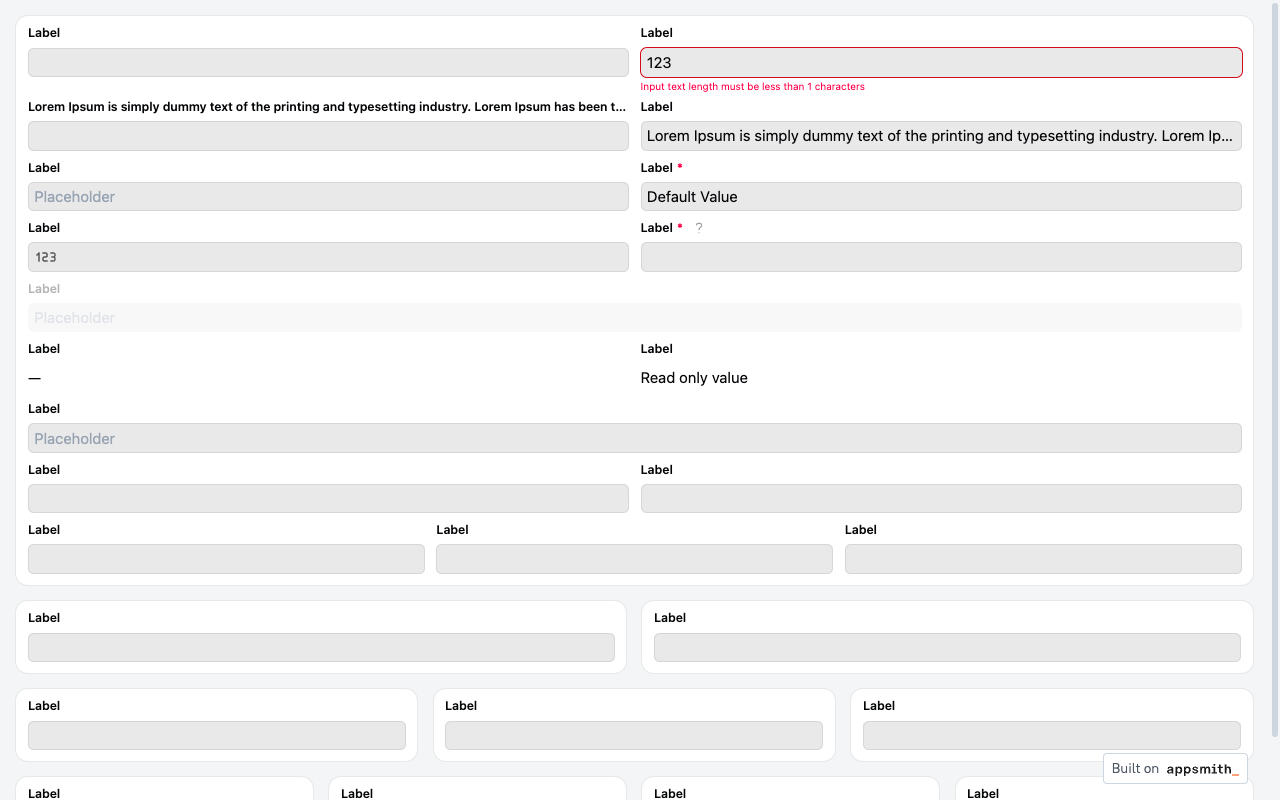 Label
Label
123
Input text length must be less than 1 characters
Lorem Ipsum is simply dummy text of the printing and typesetting industry. Lorem Ipsum has been t...
Label
Lorem Ipsum is simply dummy text of the printing and typesetting industry. Lorem Ip...
Label
Label *
Placeholder
Default Value
Label
Label * ?
123
Label
Placeholder
Label
Label
—
Read only value
Label
Placeholder
Label
Label
Label
Label
Label
Label
Label
Label
Label
Label
Built on appsmith_
Label
Label
Label
Label